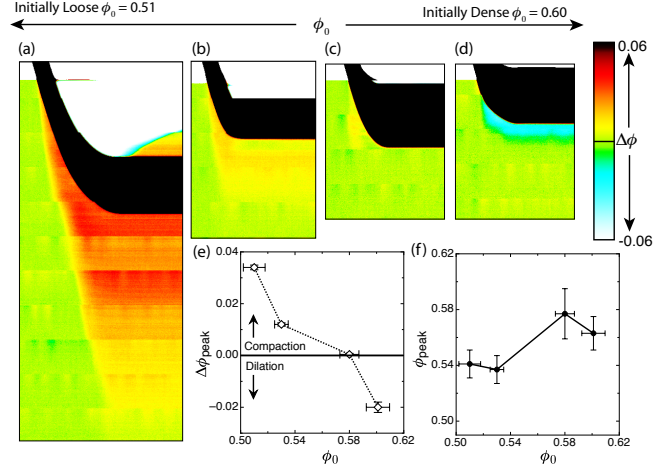 Initially Loose ϕ₀ = 0.51
Initially Dense ϕ₀ = 0.60
ϕ₀
(a)
(b)
(c)
(d)
0.06
Δϕ
-0.06
(e)
0.04
0.02
0.00
−0.02
Δϕpeak
Compaction
Dilation
0.50
0.54
0.58
0.62
ϕ₀
(f)
0.62
0.58
0.54
0.50
ϕpeak
0.50
0.54
0.58
0.62
ϕ₀